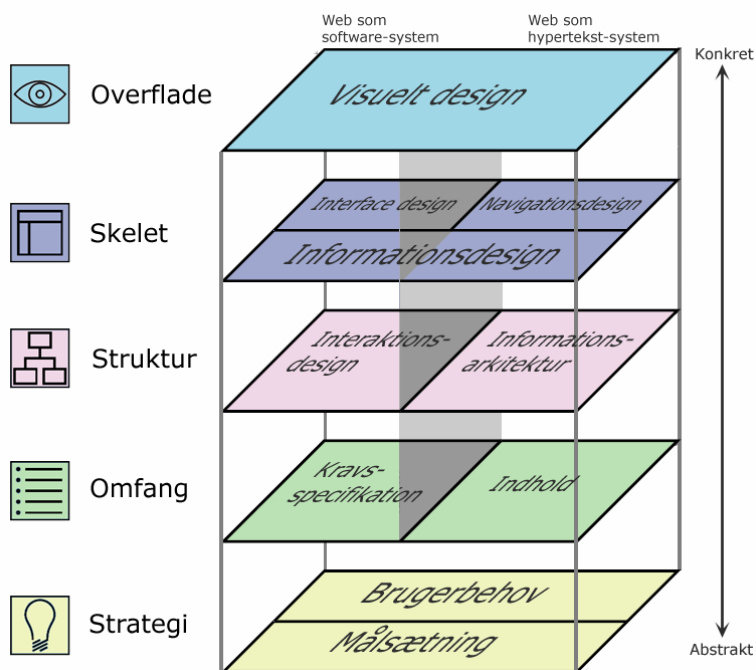 Web som
software-system
Web som
hypertekst-system
Konkret
Overflade
Visuelt design
Skelet
Interface design
Navigationsdesign
Informationsdesign
Struktur
Interaktions-
design
Informations-
arkitektur
Omfang
Kravs-
specifikation
Indhold
Strategi
Brugerbehov
Målsætning
Abstrakt